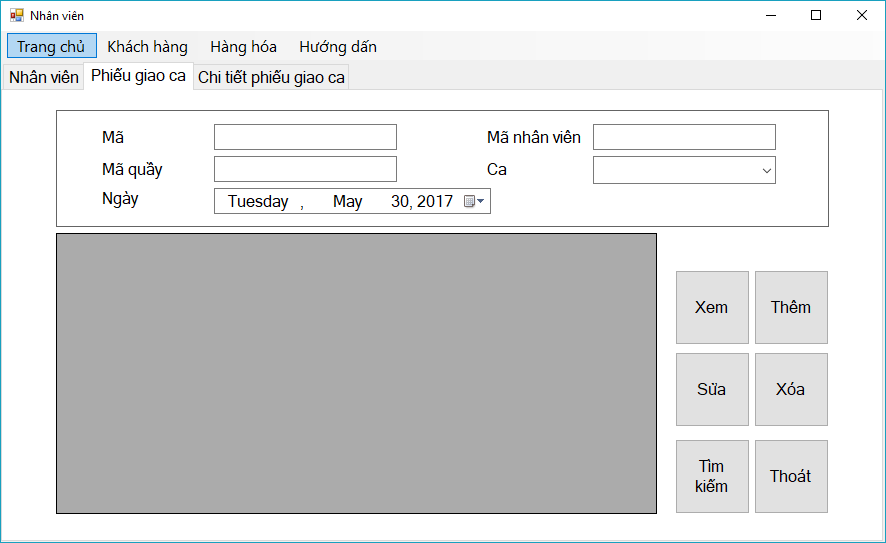 Nhân viên
Trang chủ Khách hàng Hàng hóa Hướng dẫn
Nhân viên Phiếu giao ca Chi tiết phiếu giao ca
Mã Mã nhân viên
Mã quầy Ca
Ngày Tuesday , May 30, 2017
Xem Thêm
Sửa Xóa
Tìm kiếm Thoát